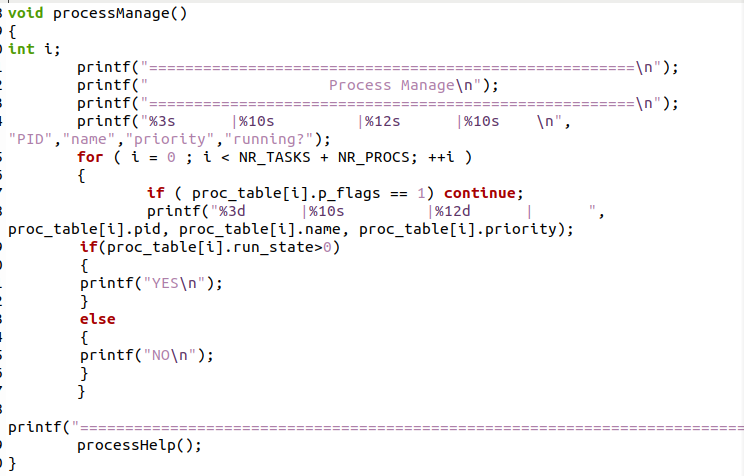 void processManage()
{
int i;
printf("======================================================\n");
printf("                    Process Manage\n");
printf("======================================================\n");
printf("%3s      |%10s         |%12s      |%10s    \n",
"PID","name","priority","running?");
for ( i = 0 ; i < NR_TASKS + NR_PROCS; ++i )
{
if ( proc_table[i].p_flags == 1) continue;
printf("%3d      |%10s         |%12d      |      ",
proc_table[i].pid, proc_table[i].name, proc_table[i].priority);
if(proc_table[i].run_state>0)
{
printf("YES\n");
}
else
{
printf("NO\n");
}
}
printf("==========================================================================
processHelp();
}